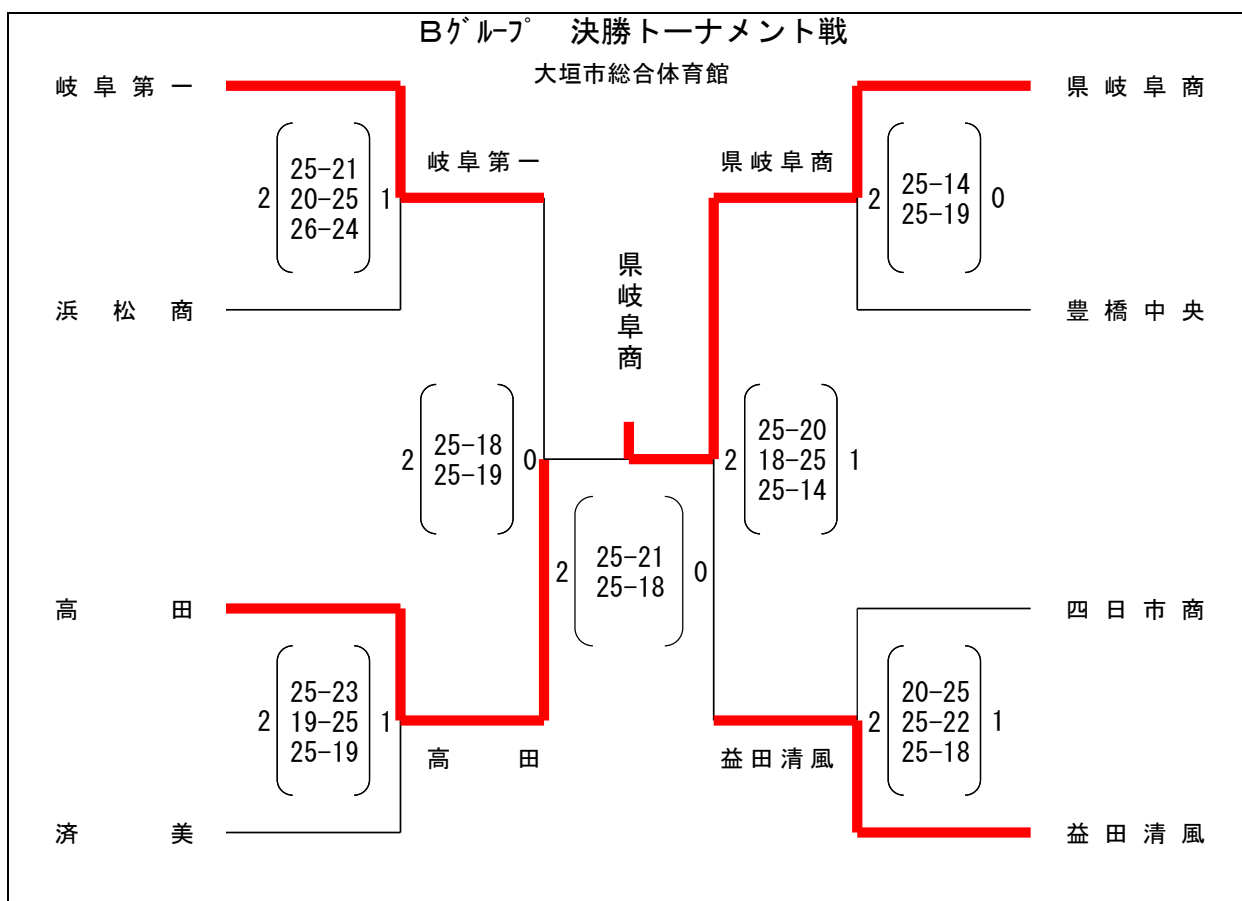 Ｂｸﾞﾙｰﾌﾟ　決勝トーナメント戦
大垣市総合体育館
岐阜第一
県岐阜商
岐阜第一
県岐阜商
2
25-21
20-25
26-24
1
2
25-14
25-19
0
浜松商
県岐阜商
豊橋中央
2
25-18
25-19
0
2
25-20
18-25
25-14
1
2
25-21
25-18
0
高田
四日市商
2
25-23
19-25
25-19
1
2
20-25
25-22
25-18
1
高田
益田清風
済美
益田清風